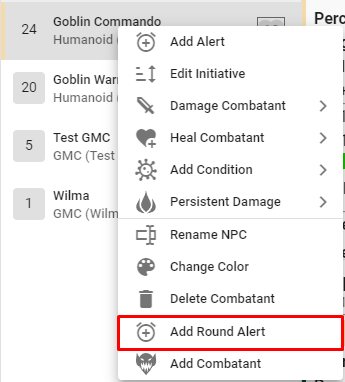 24
Goblin Commando
Humanoid (
20
Goblin War
Humanoid (
5
Test GMC
GMC (Test
1
Wilma
GMC (Wilm
Add Alert
Edit Initiative
Damage Combatant
Heal Combatant
Add Condition
Persistent Damage
Rename NPC
Change Color
Delete Combatant
Add Round Alert
Add Combatant
Perc